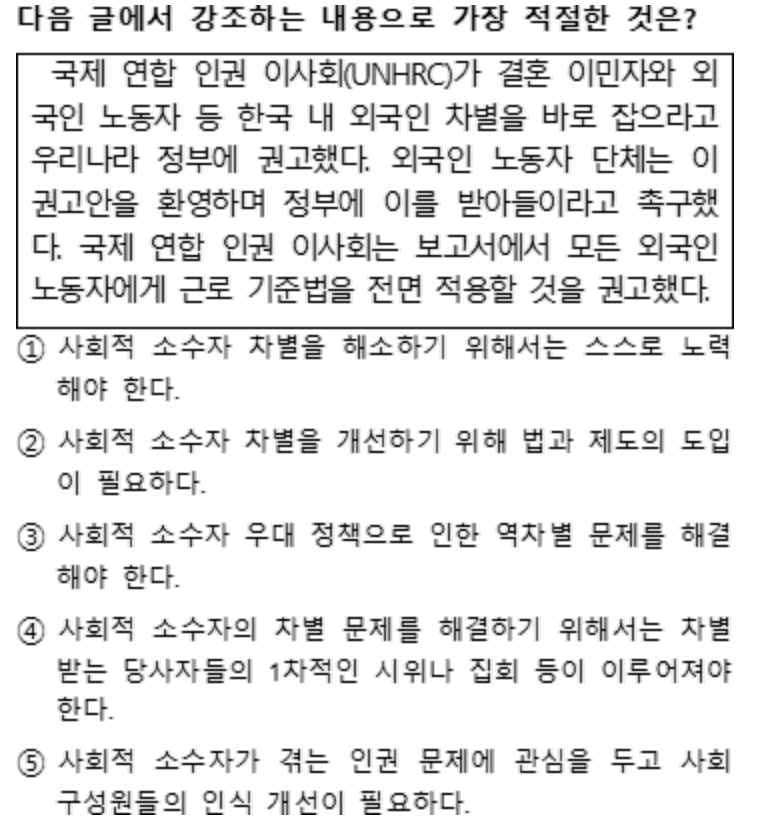 다음 글에서 강조하는 내용으로 가장 적절한 것은?
국제 연합 인권 이사회(UNHRC)가 결혼 이민자와 외
국인 노동자 등 한국 내 외국인 차별을 바로 잡으라고
우리나라 정부에 권고했다. 외국인 노동자 단체는 이
권고안을 환영하며 정부에 이를 받아들이라고 촉구했
다. 국제 연합 인권 이사회는 보고서에서 모든 외국인
노동자에게 근로 기준법을 전면 적용할 것을 권고했다.
① 사회적 소수자 차별을 해소하기 위해서는 스스로 노력
해야 한다.
② 사회적 소수자 차별을 개선하기 위해 법과 제도의 도입
이 필요하다.
③ 사회적 소수자 우대 정책으로 인한 역차별 문제를 해결
해야 한다.
④ 사회적 소수자의 차별 문제를 해결하기 위해서는 차별
받는 당사자들의 1차적인 시위나 집회 등이 이루어져야
한다.
⑤ 사회적 소수자가 겪는 인권 문제에 관심을 두고 사회
구성원들의 인식 개선이 필요하다.